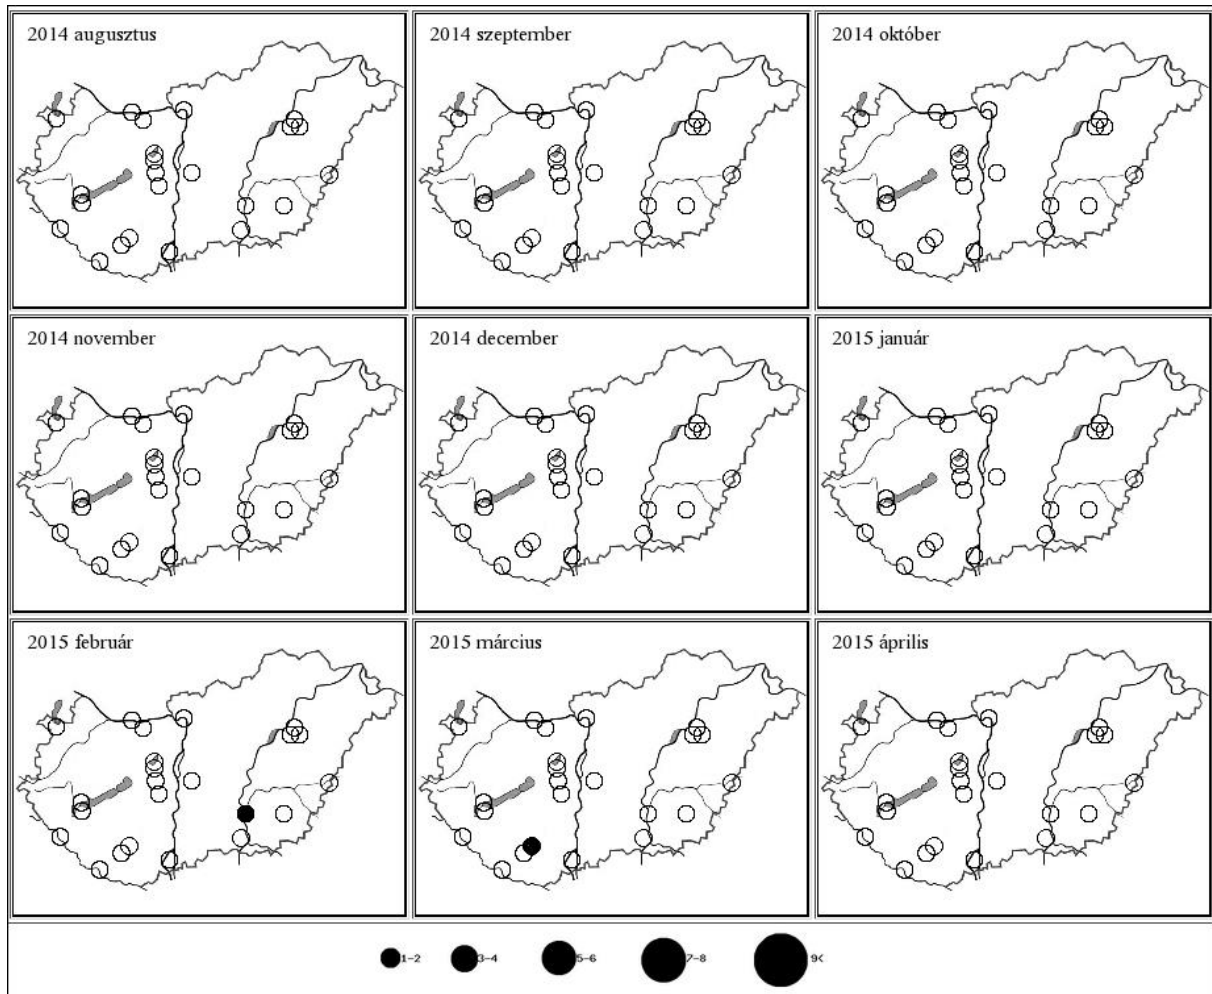 2014 augusztus
2014 szeptember
2014 október
2014 november
2014 december
2015 január
2015 február
2015 március
2015 április
1-2 3-4 5-6 7-8 9<